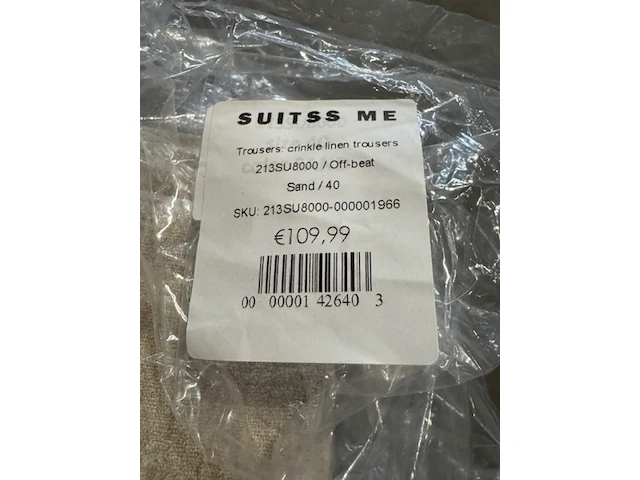 SUITSS ME
Trousers: crinkle linen trousers
213SU8000 / Off-beat
Sand / 40
SKU: 213SU8000-000001966
€109,99
00 00001 42640 3